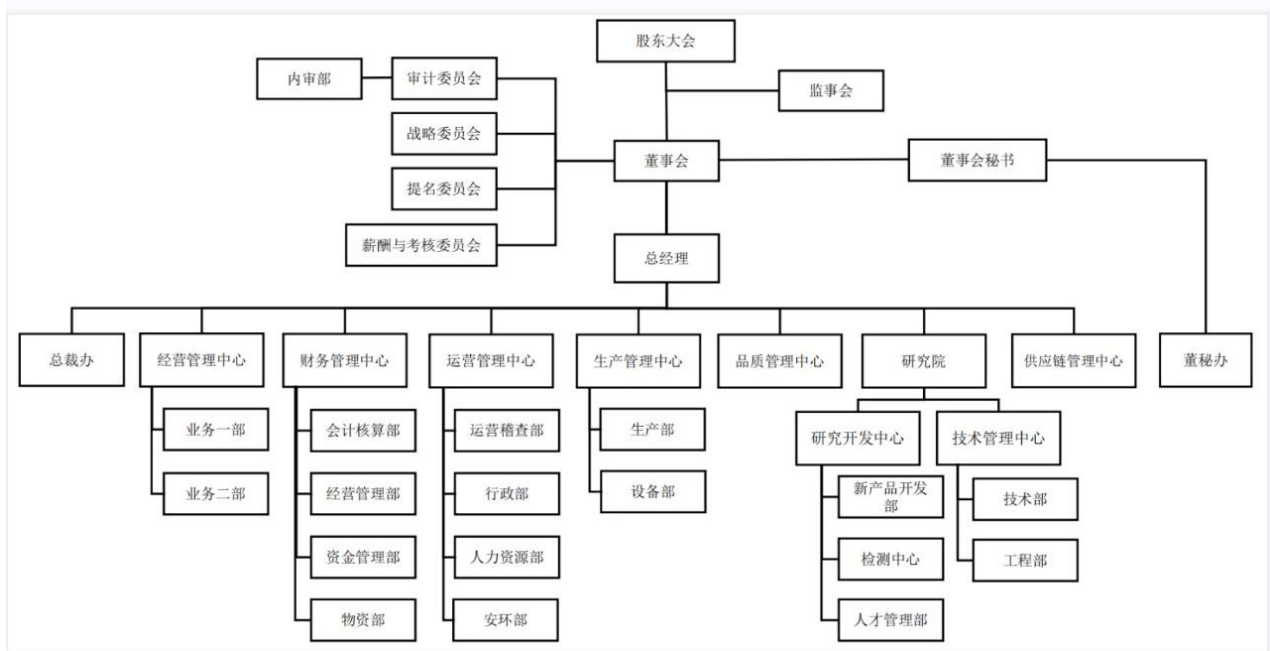 股东大会
内审部
审计委员会
监事会
战略委员会
董事会
董事会秘书
提名委员会
薪酬与考核委员会
总经理
总裁办
经营管理中心
财务管理中心
运营管理中心
生产管理中心
品质管理中心
研究院
供应链管理中心
董秘办
业务一部
会计核算部
运营稽查部
生产部
研究开发中心
技术管理中心
业务二部
经营管理部
行政部
设备部
新产品开发
部
技术部
资金管理部
人力资源部
检测中心
工程部
物资部
安环部
人才管理部